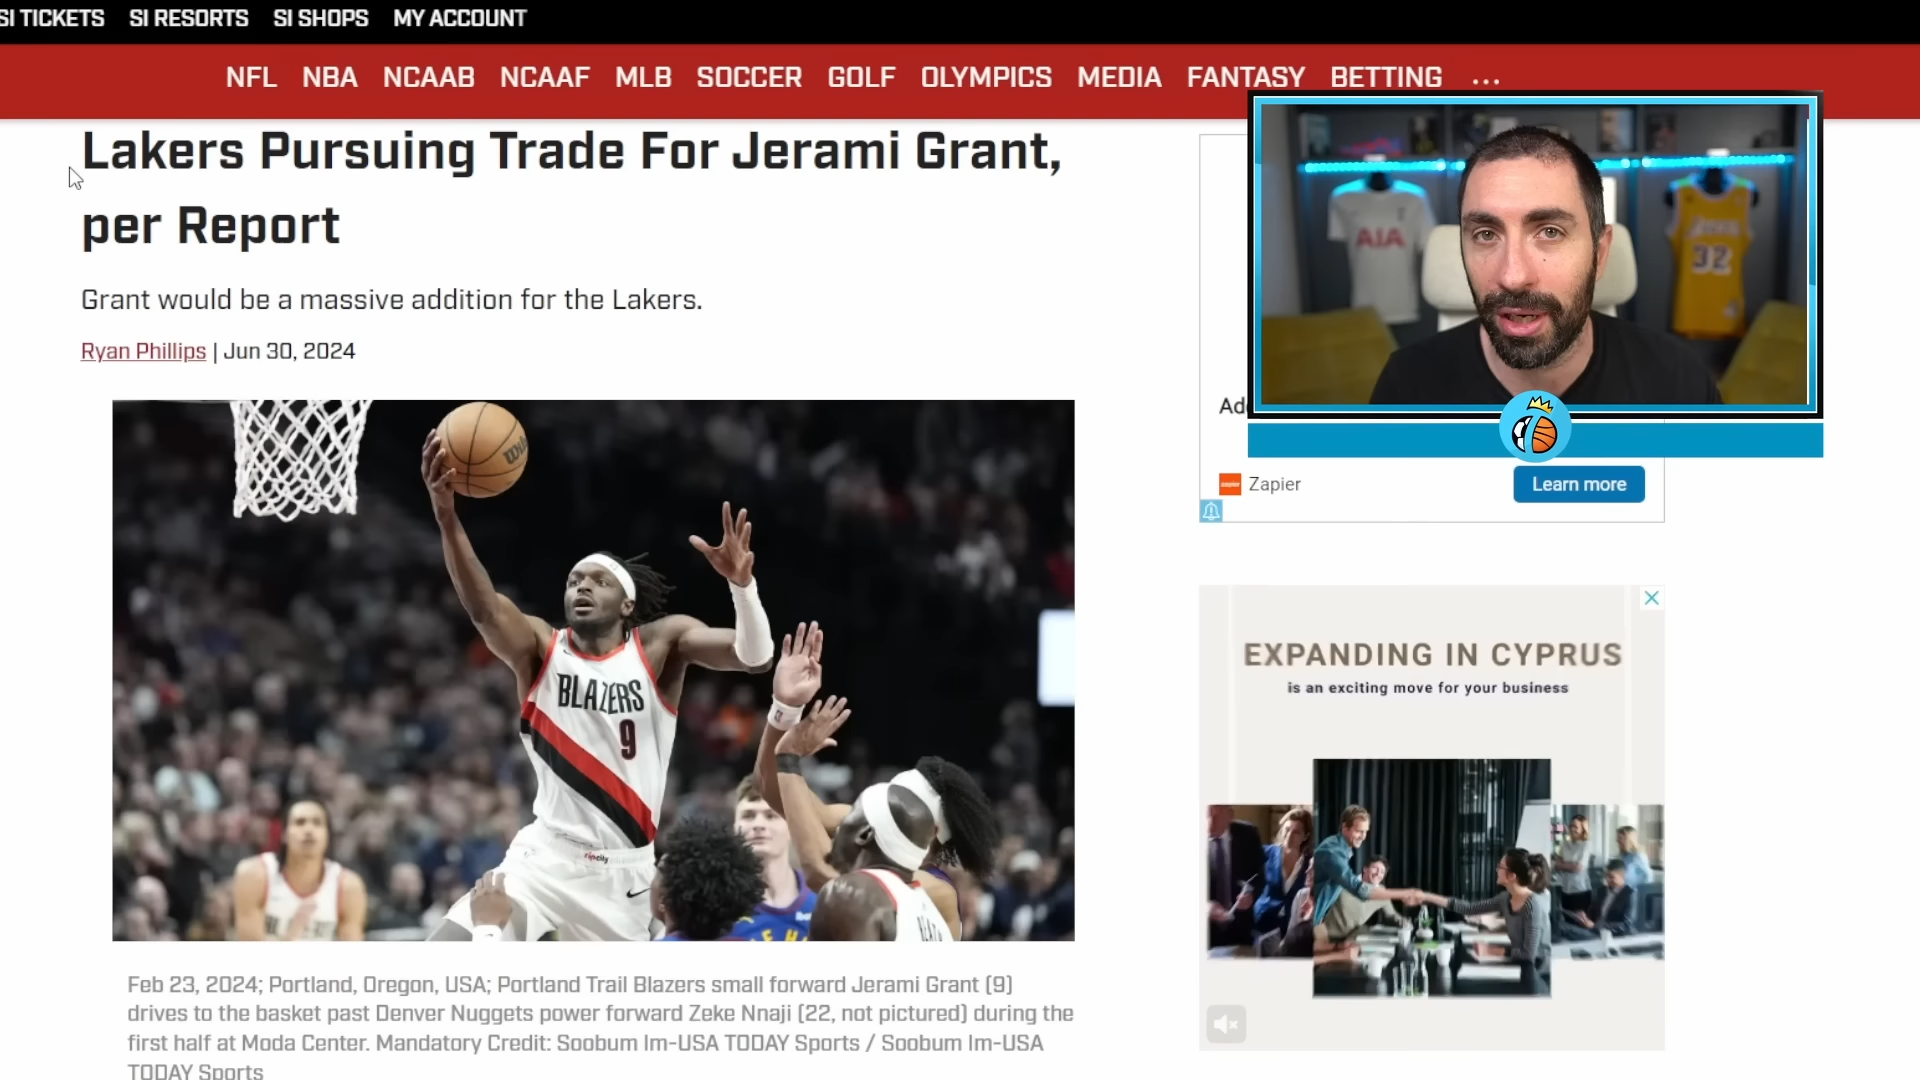 SI TICKETS SI RESORTS SI SHOPS MY ACCOUNT
NFL NBA NCAAB NCAAF MLB SOCCER GOLF OLYMPICS MEDIA FANTASY BETTING ...
Lakers Pursuing Trade For Jerami Grant,
per Report
Grant would be a massive addition for the Lakers.
Ryan Phillips | Jun 30, 2024
AIA
32
Ad
Zapier
Learn more
BLAZERS
9
ripcity
EXPANDING IN CYPRUS
is an exciting move for your business
Feb 23, 2024; Portland, Oregon, USA; Portland Trail Blazers small forward Jerami Grant (9)
drives to the basket past Denver Nuggets power forward Zeke Nnaji (22, not pictured) during the
first half at Moda Center. Mandatory Credit: Soobum Im-USA TODAY Sports / Soobum Im-USA
TODAY Sports